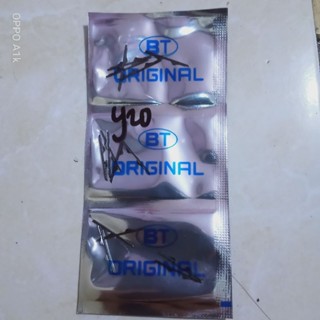 BT
ORIGINAL
y20
BT
ORIGINAL
BT
ORIGINAL
OPPO A1k